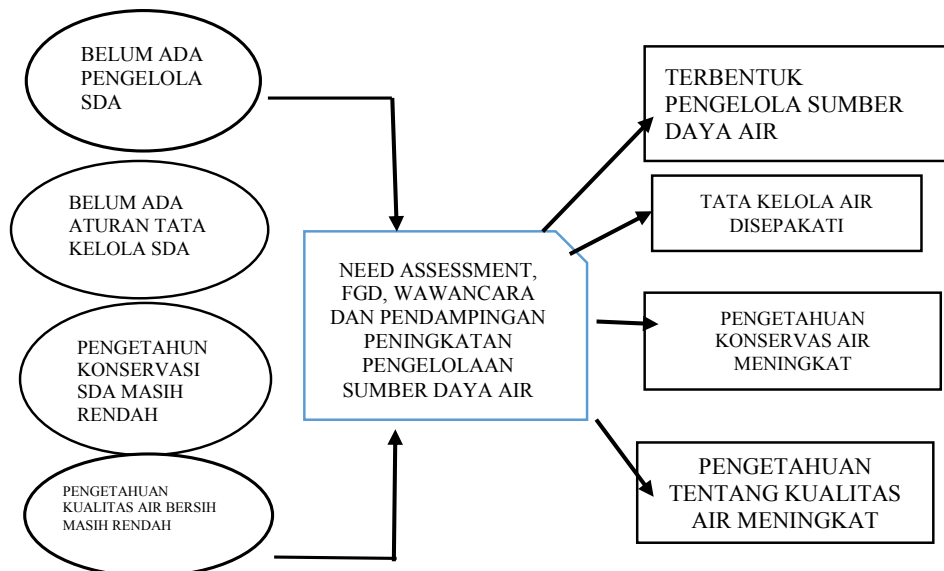 BELUM ADA
PENGELOLA
SDA
BELUM ADA
ATURAN TATA
KELOLA SDA
PENGETAHUN
KONSERVASI
SDA MASIH
RENDAH
PENGETAHUAN
KUALITAS AIR BERSIH
MASIH RENDAH
NEED ASSESSMENT,
FGD, WAWANCARA
DAN PENDAMPINGAN
PENINGKATAN
PENGELOLAAN
SUMBER DAYA AIR
TERBENTUK
PENGELOLA SUMBER
DAYA AIR
TATA KELOLA AIR
DISEPAKATI
PENGETAHUAN
KONSERVAS AIR
MENINGKAT
PENGETAHUAN
TENTANG KUALITAS
AIR MENINGKAT